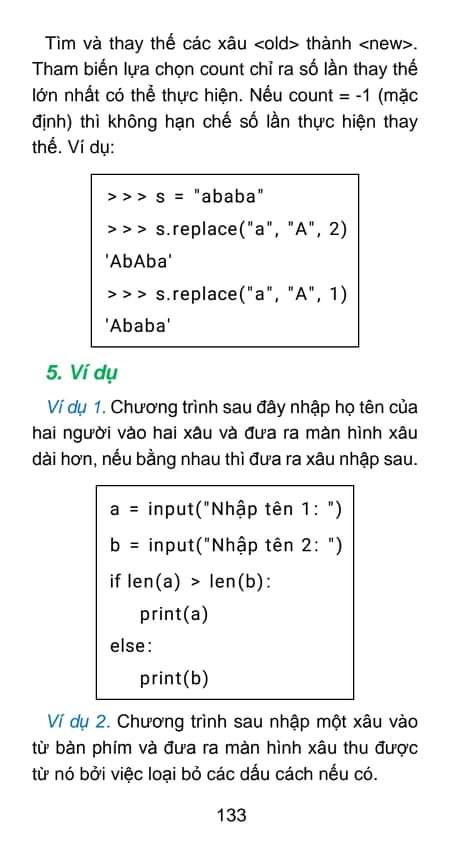 Tìm và thay thế các xâu <old> thành <new>.
Tham biến lựa chọn count chỉ ra số lần thay thế
lớn nhất có thể thực hiện. Nếu count = -1 (mặc
định) thì không hạn chế số lần thực hiện thay
thế. Ví dụ:
> > > s = "ababa"
> > > s.replace("a", "A", 2)
'AbAba'
> > > s.replace("a", "A", 1)
'Ababa'
5. Ví dụ
Ví dụ 1. Chương trình sau đây nhập họ tên của
hai người vào hai xâu và đưa ra màn hình xâu
dài hơn, nếu bằng nhau thì đưa ra xâu nhập sau.
a = input("Nhập tên 1: ")
b = input("Nhập tên 2: ")
if len(a) > len(b):
print(a)
else:
print(b)
Ví dụ 2. Chương trình sau nhập một xâu vào
từ bàn phím và đưa ra màn hình xâu thu được
từ nó bởi việc loại bỏ các dấu cách nếu có.
133